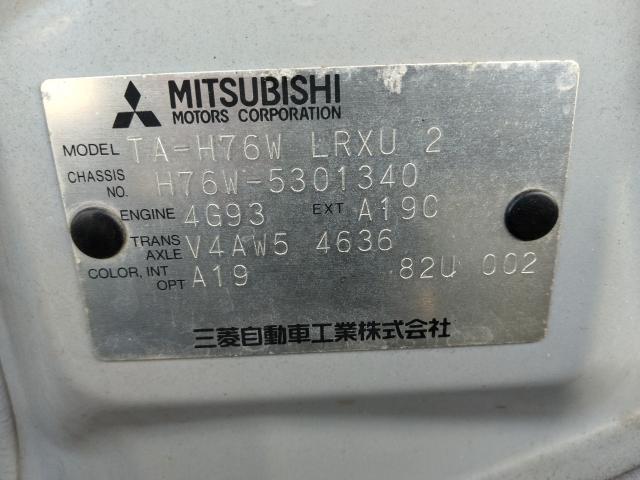 MITSUBISHI
MOTORS CORPORATION
MODEL TA-H76W LRXU 2
CHASSIS NO. H76W-5301340
ENGINE 4G93 EXT A19C
TRANS AXLE V4AW5 4636
COLOR, INT OPT A19 82U 002
三菱自動車工業株式会社